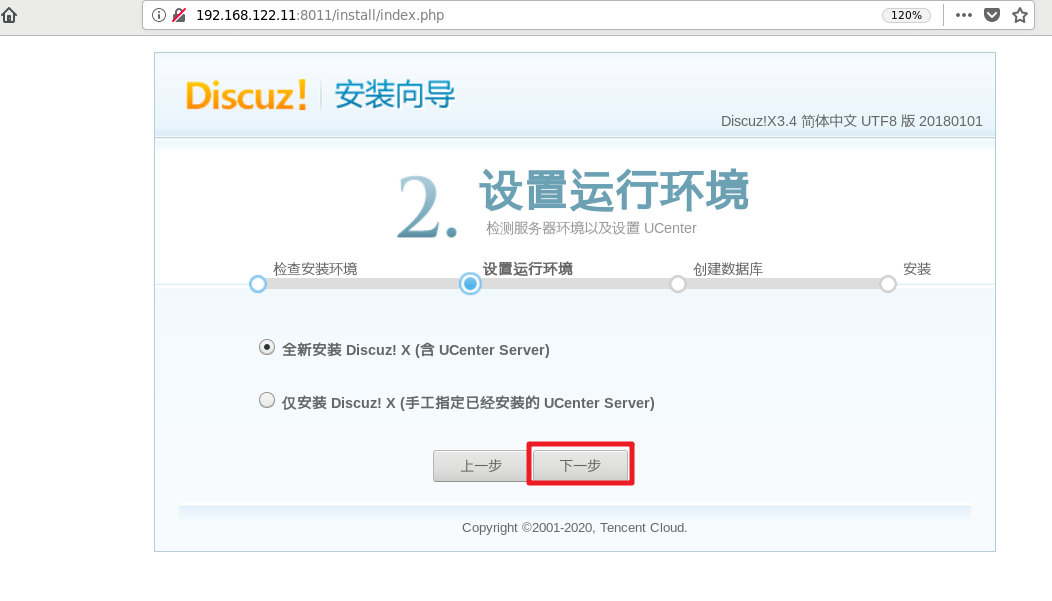 192.168.122.11:8011/install/index.php
120%
Discuz! 安装向导
Discuz!X3.4 简体中文 UTF8 版 20180101
2. 设置运行环境
检测服务器环境以及设置 UCenter
检查安装环境 设置运行环境 创建数据库 安装
全新安装 Discuz! X (含 UCenter Server)
仅安装 Discuz! X (手工指定已经安装的 UCenter Server)
上一步 下一步
Copyright ©2001-2020, Tencent Cloud.